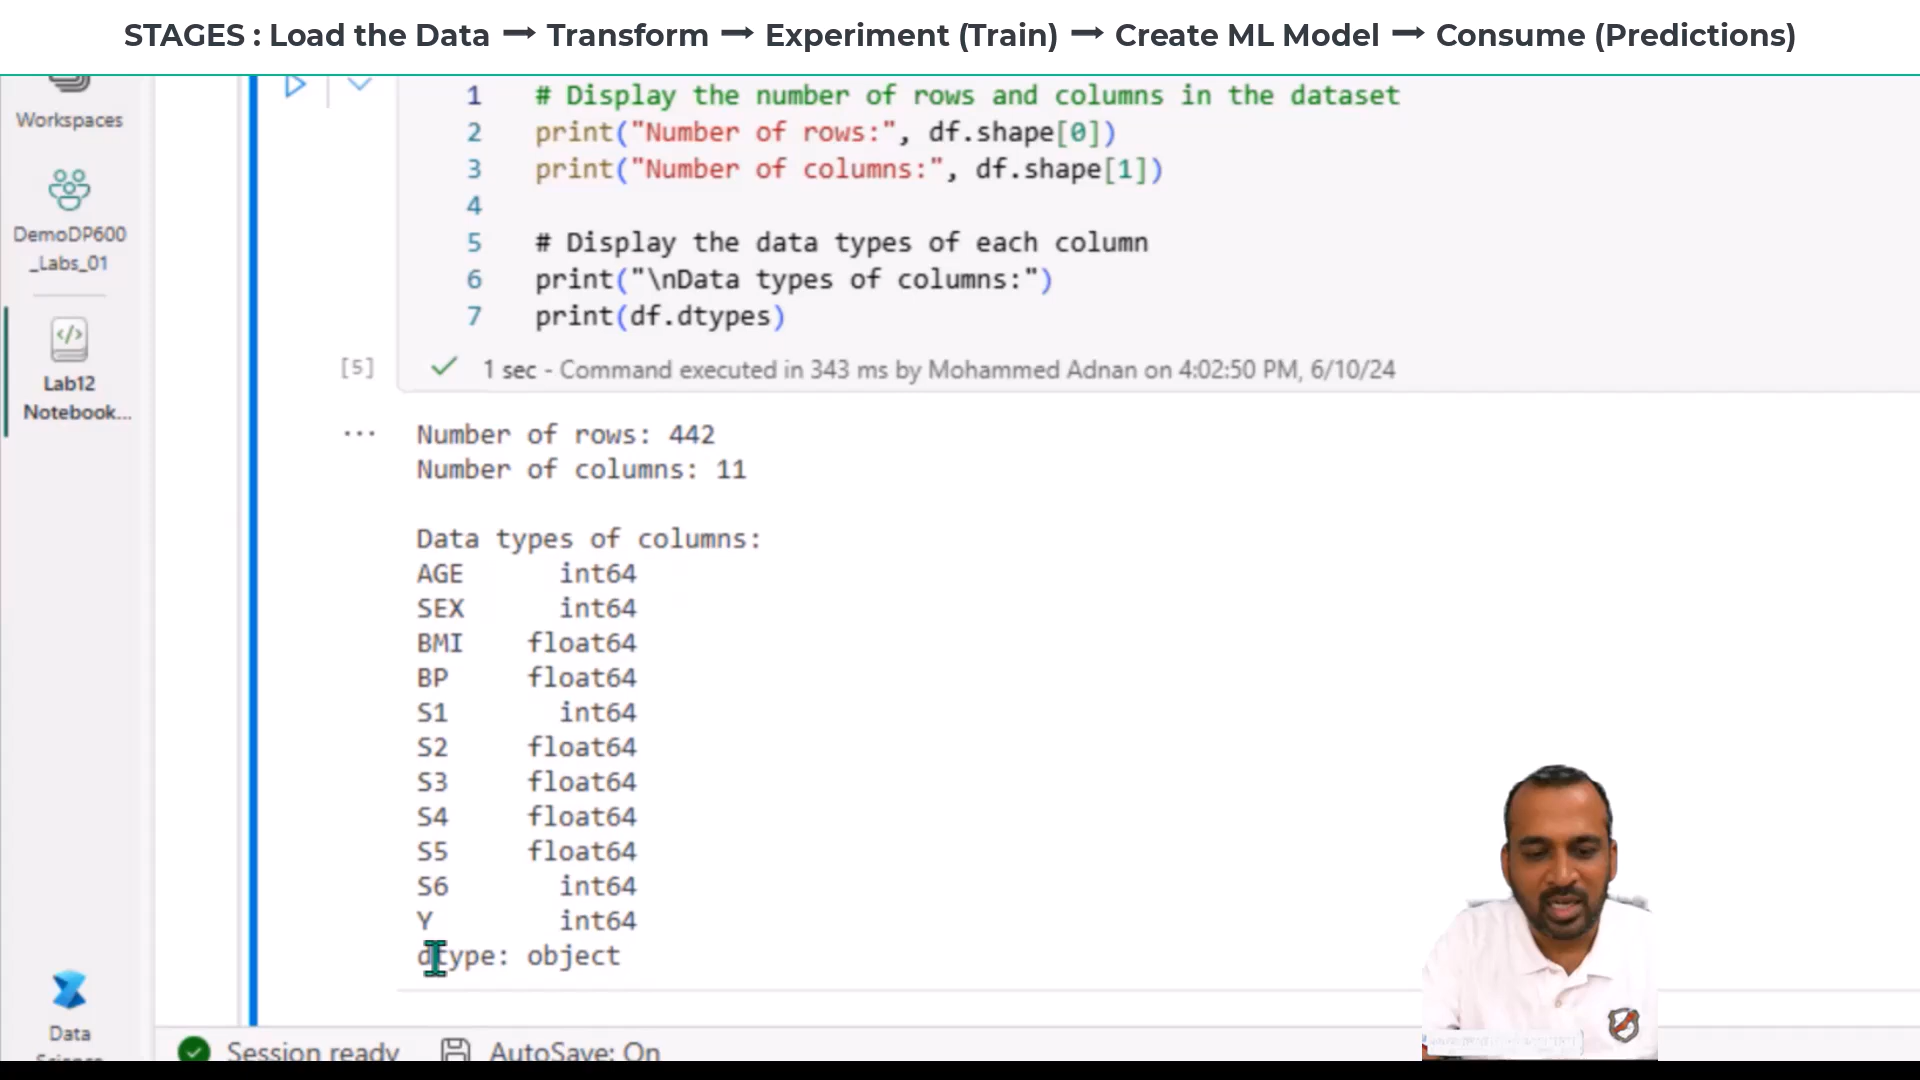 STAGES : Load the Data → Transform → Experiment (Train) → Create ML Model → Consume (Predictions)
Workspaces
DemoDP600
_Labs_01
Lab12
Notebook...
Data
1 # Display the number of rows and columns in the dataset
2 print("Number of rows:", df.shape[0])
3 print("Number of columns:", df.shape[1])
4
5 # Display the data types of each column
6 print("\nData types of columns:")
7 print(df.dtypes)
[5] 1 sec - Command executed in 343 ms by Mohammed Adnan on 4:02:50 PM, 6/10/24
... Number of rows: 442
Number of columns: 11
Data types of columns:
AGE int64
SEX int64
BMI float64
BP float64
S1 int64
S2 float64
S3 float64
S4 float64
S5 float64
S6 int64
Y int64
dtype: object
Session ready AutoSave: On